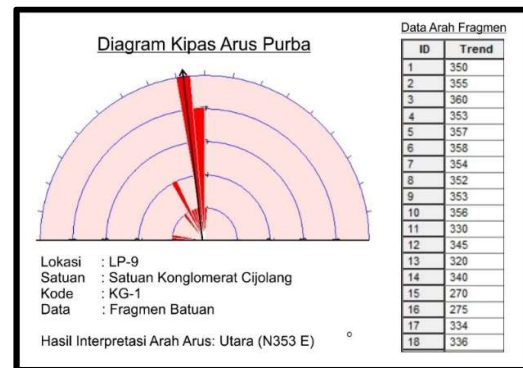 Diagram Kipas Arus Purba
Lokasi : LP-9
Satuan : Satuan Konglomerat Cijolang
Kode : KG-1
Data : Fragmen Batuan
Hasil Interpretasi Arah Arus: Utara (N353 E) °
Data Arah Fragmen
ID Trend
1 350
2 355
3 360
4 353
5 357
6 358
7 354
8 352
9 353
10 356
11 330
12 345
13 320
14 340
15 270
16 275
17 334
18 336